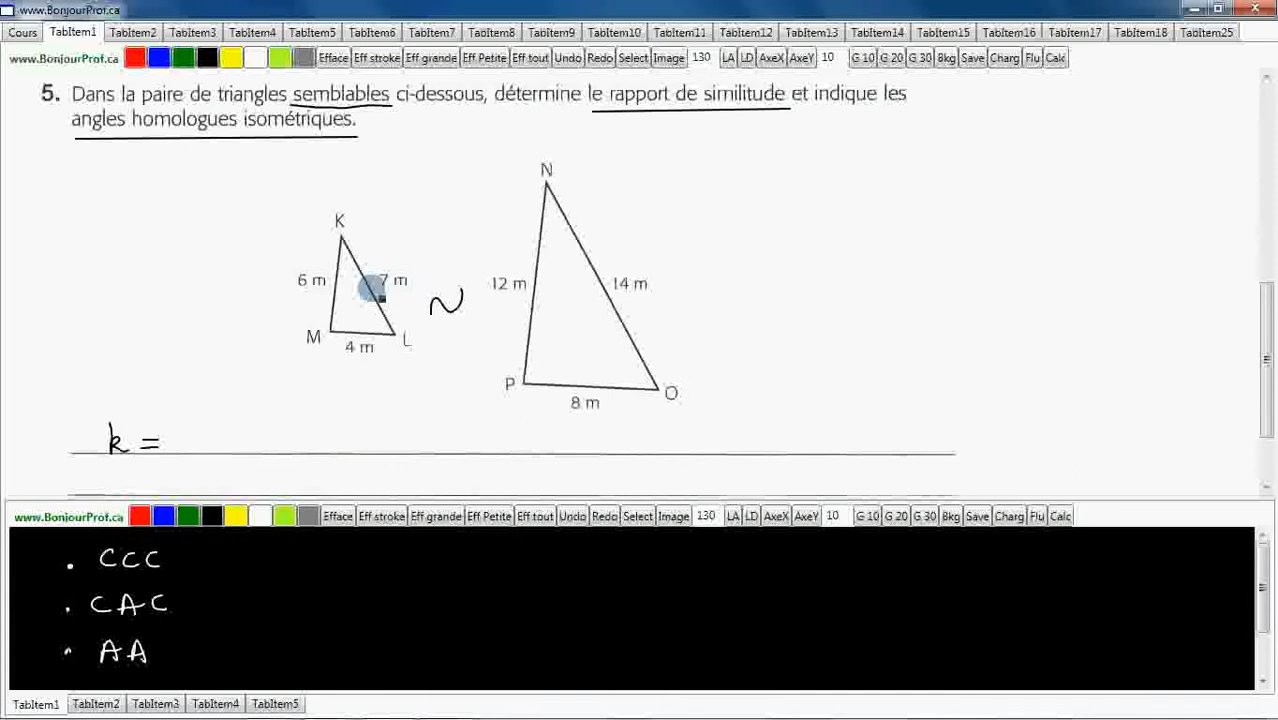 www.BonjourProf.ca
Cours TabItem1 TabItem2 TabItem3 TabItem4 TabItem5 TabItem6 TabItem7 TabItem8 TabItem9 TabItem10 TabItem11 TabItem12 TabItem13 TabItem14 TabItem15 TabItem16 TabItem17 TabItem18 TabItem25
www.BonjourProf.ca Efface Eff stroke Eff grande Eff Petite Eff tout Undo Redo Select Image 130 LA LD AxeX AxeY 10 G 10 G 20 G 30 Bkg Save Charg Flu Calc
5. Dans la paire de triangles semblables ci-dessous, détermine le rapport de similitude et indique les
angles homologues isométriques.
N
K
6 m 7 m ~ 12 m 14 m
M L
4 m
P O
8 m
k =
www.BonjourProf.ca Efface Eff stroke Eff grande Eff Petite Eff tout Undo Redo Select Image 130 LA LD AxeX AxeY 10 G 10 G 20 G 30 Bkg Save Charg Flu Calc
. CCC
. CAC
. AA
TabItem1 TabItem2 TabItem3 TabItem4 TabItem5